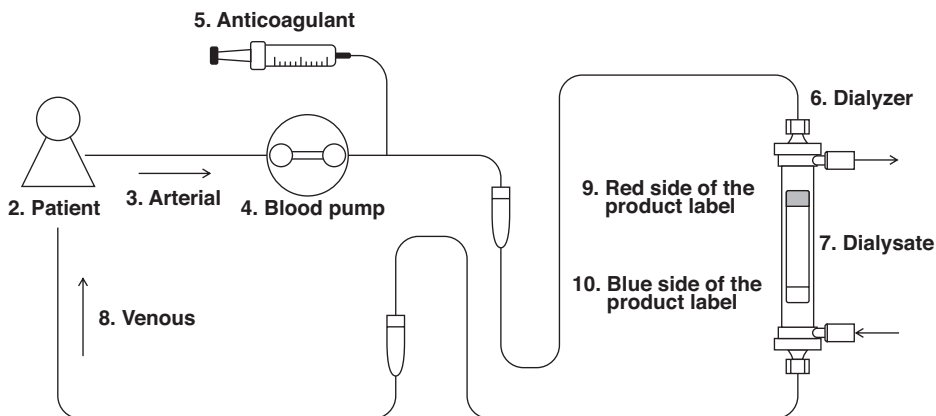 5. Anticoagulant
6. Dialyzer
2. Patient
3. Arterial
4. Blood pump
9. Red side of the
product label
7. Dialysate
10. Blue side of the
product label
8. Venous